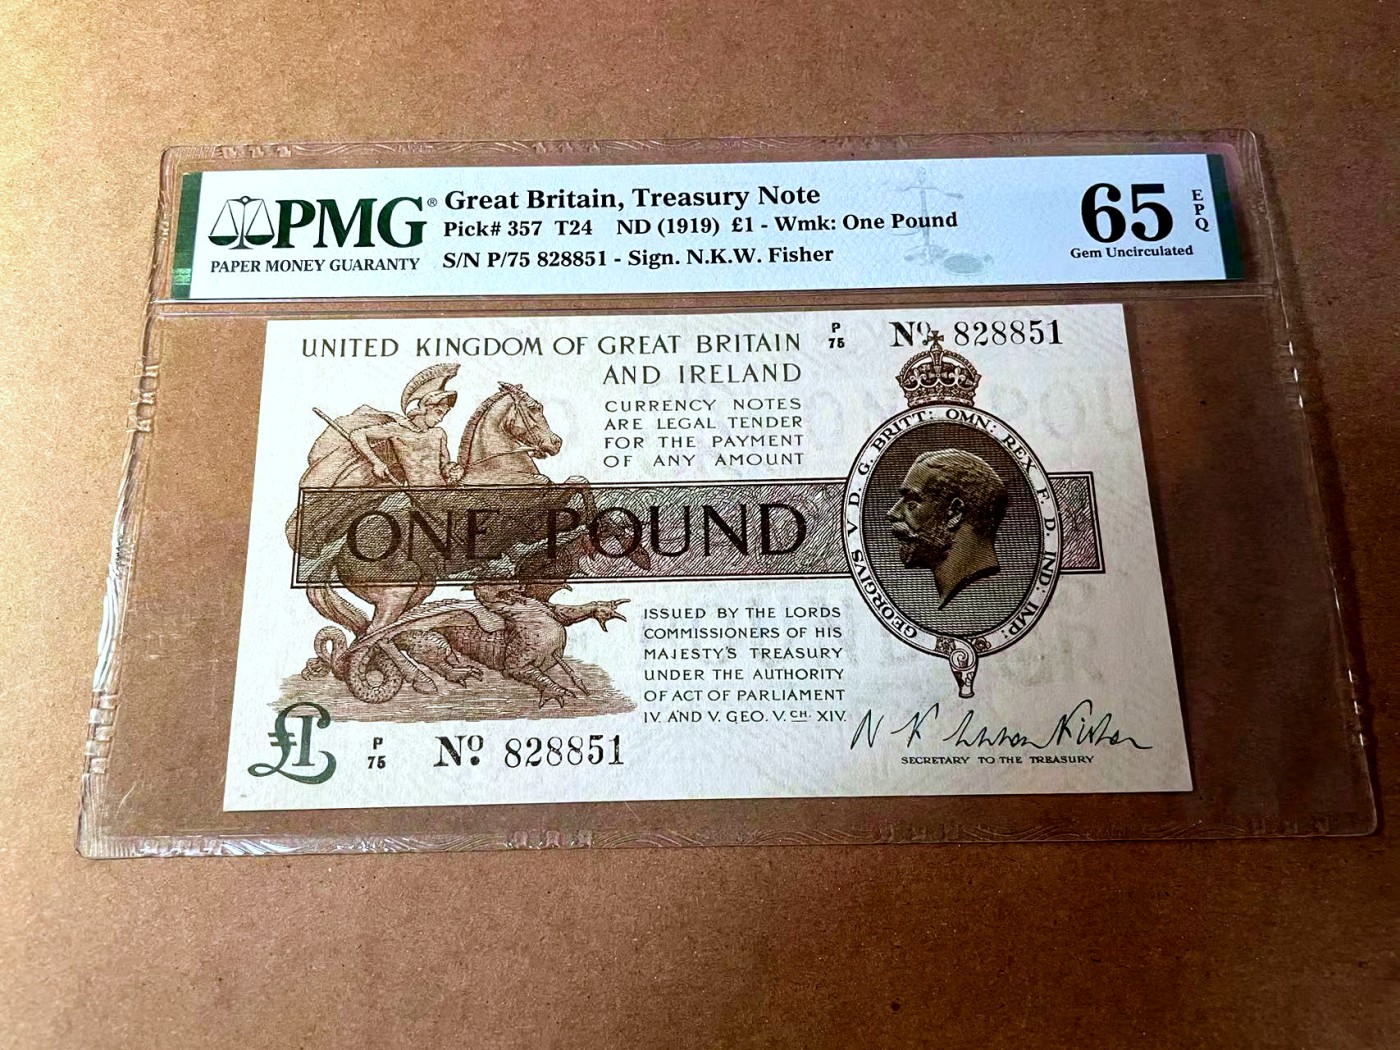 PMG®
PAPER MONEY GUARANTY
Great Britain, Treasury Note
Pick# 357 T24 ND (1919) £1 - Wmk: One Pound
S/N P/75 828851 - Sign. N.K.W. Fisher
65
EPQ
Gem Uncirculated
UNITED KINGDOM OF GREAT BRITAIN
AND IRELAND
P
75
Nº 828851
CURRENCY NOTES
ARE LEGAL TENDER
FOR THE PAYMENT
OF ANY AMOUNT
ONE POUND
GEORGIVS V D. G. BRITT: OMN: REX F. D. IND: IMP:
ISSUED BY THE LORDS
COMMISSIONERS OF HIS
MAJESTY'S TREASURY
UNDER THE AUTHORITY
OF ACT OF PARLIAMENT
IV. AND V. GEO. V. CH. XIV.
£1
P
75
Nº 828851
N K Warren Fisher
SECRETARY TO THE TREASURY